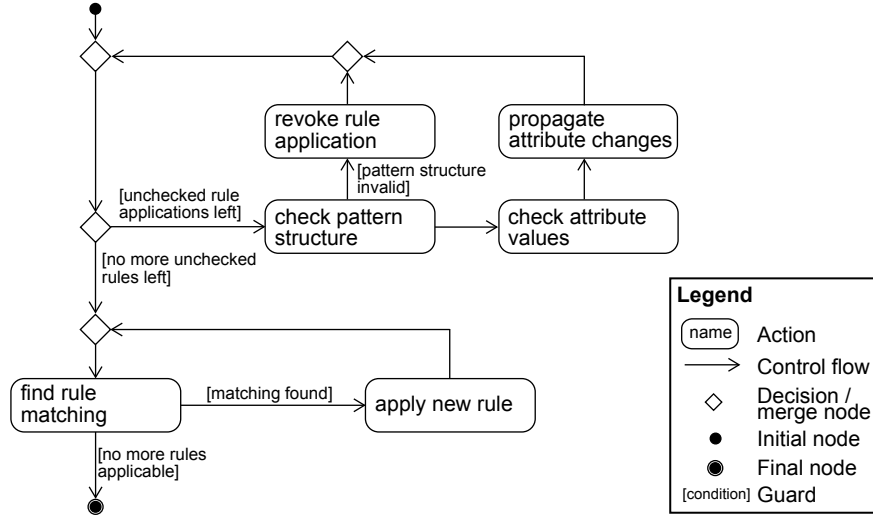 revoke rule
application
propagate
attribute changes
[pattern structure
invalid]
[unchecked rule
applications left]
check pattern
structure
check attribute
values
[no more unchecked
rules left]
find rule
matching
[matching found]
apply new rule
[no more rules
applicable]
Legend
name Action
Control flow
Decision /
merge node
Initial node
Final node
[condition] Guard